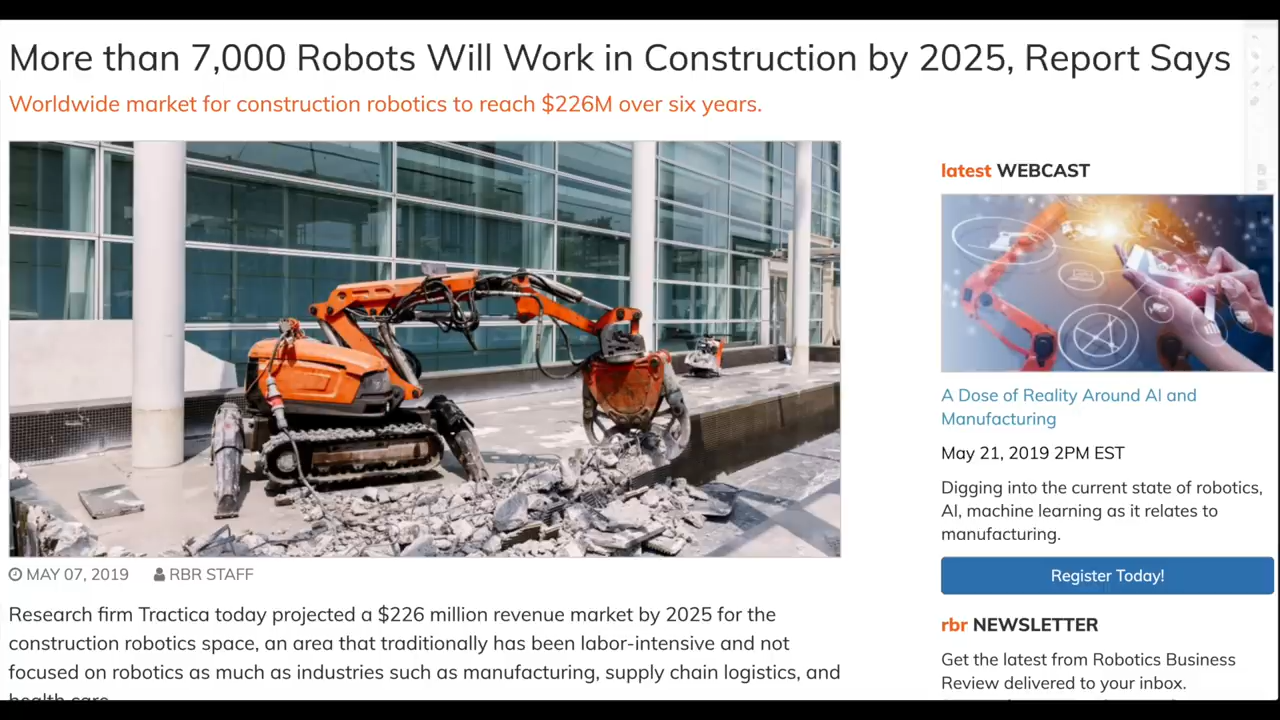 More than 7,000 Robots Will Work in Construction by 2025, Report Says
Worldwide market for construction robotics to reach $226M over six years.
MAY 07, 2019 RBR STAFF
Research firm Tractica today projected a $226 million revenue market by 2025 for the
construction robotics space, an area that traditionally has been labor-intensive and not
focused on robotics as much as industries such as manufacturing, supply chain logistics, and
health care.
latest WEBCAST
A Dose of Reality Around AI and
Manufacturing
May 21, 2019 2PM EST
Digging into the current state of robotics,
AI, machine learning as it relates to
manufacturing.
Register Today!
rbr NEWSLETTER
Get the latest from Robotics Business
Review delivered to your inbox.